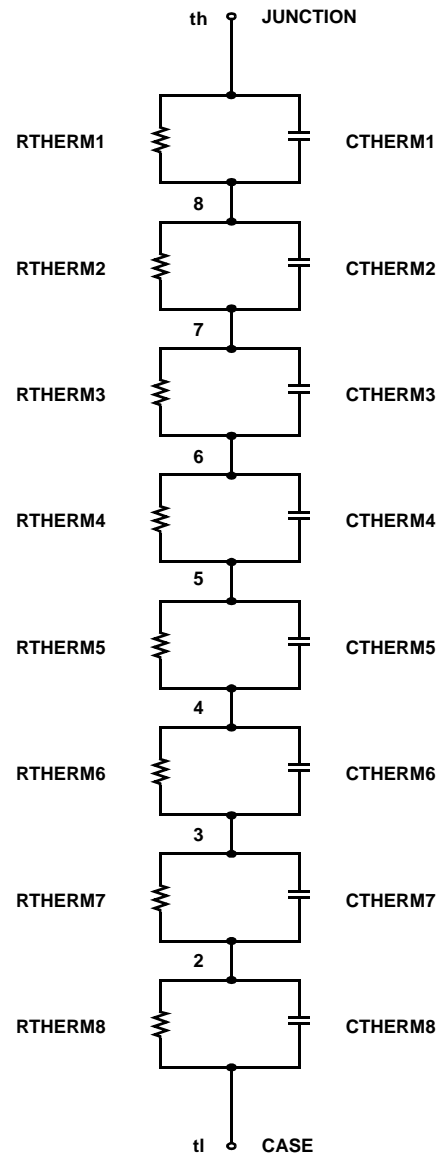 th JUNCTION
RTHERM1 CTHERM1
8
RTHERM2 CTHERM2
7
RTHERM3 CTHERM3
6
RTHERM4 CTHERM4
5
RTHERM5 CTHERM5
4
RTHERM6 CTHERM6
3
RTHERM7 CTHERM7
2
RTHERM8 CTHERM8
tl CASE